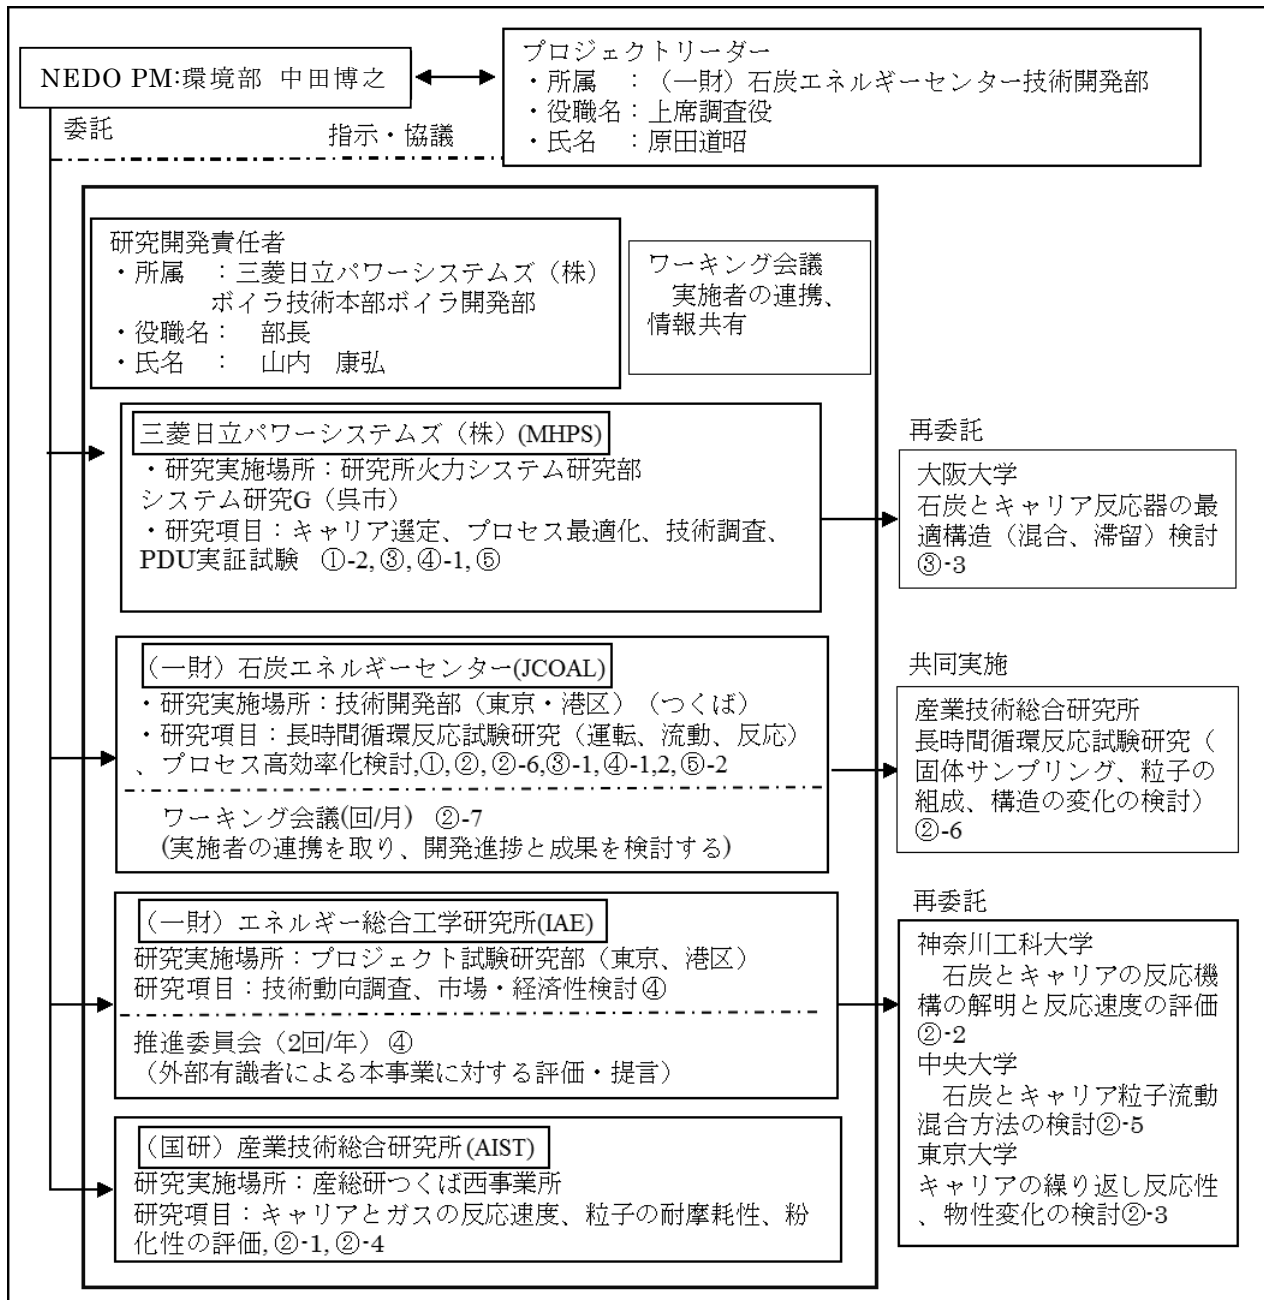 NEDO PM:環境部 中田博之
プロジェクトリーダー
・所属 ：（一財）石炭エネルギーセンター技術開発部
・役職名：上席調査役
・氏名 ：原田道昭
委託
指示・協議
研究開発責任者
・所属 ：三菱日立パワーシステムズ（株）
ボイラ技術本部ボイラ開発部
・役職名： 部長
・氏名 ： 山内 康弘
ワーキング会議
実施者の連携、
情報共有
三菱日立パワーシステムズ（株）(MHPS)
・研究実施場所：研究所火力システム研究部
システム研究G（呉市）
・研究項目：キャリア選定、プロセス最適化、技術調査、
PDU実証試験 ①-2, ③, ④-1, ⑤
再委託
大阪大学
石炭とキャリア反応器の最
適構造（混合、滞留）検討
③-3
（一財）石炭エネルギーセンター(JCOAL)
・研究実施場所：技術開発部（東京・港区）（つくば）
・研究項目：長時間循環反応試験研究（運転、流動、反応）
、プロセス高効率化検討,①, ②, ②-6,③-1, ④-1,2, ⑤-2
ワーキング会議(回/月) ②-7
(実施者の連携を取り、開発進捗と成果を検討する)
共同実施
産業技術総合研究所
長時間循環反応試験研究（
固体サンプリング、粒子の
組成、構造の変化の検討）
②-6
（一財）エネルギー総合工学研究所(IAE)
研究実施場所：プロジェクト試験研究部（東京、港区）
研究項目：技術動向調査、市場・経済性検討④
推進委員会（2回/年）④
（外部有識者による本事業に対する評価・提言）
再委託
神奈川工科大学
石炭とキャリアの反応機
構の解明と反応速度の評価
②-2
中央大学
石炭とキャリア粒子流動
混合方法の検討②-5
東京大学
キャリアの繰り返し反応性
、物性変化の検討②-3
（国研）産業技術総合研究所(AIST)
研究実施場所：産総研つくば西事業所
研究項目：キャリアとガスの反応速度、粒子の耐摩耗性、粉
化性の評価, ②-1, ②-4